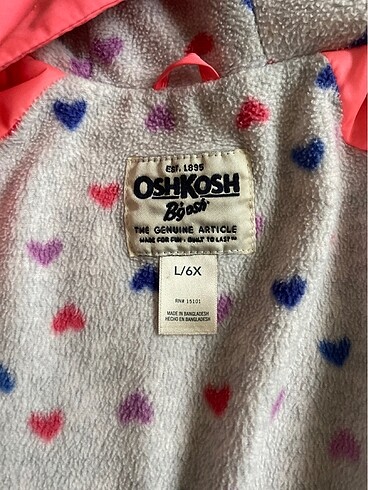 EST. 1895
OSHKOSH
B'gosh
THE GENUINE ARTICLE
MADE FOR FUN · BUILT TO LAST™
L/6X
RN# 15101
MADE IN BANGLADESH
HECHO EN BANGLADESH